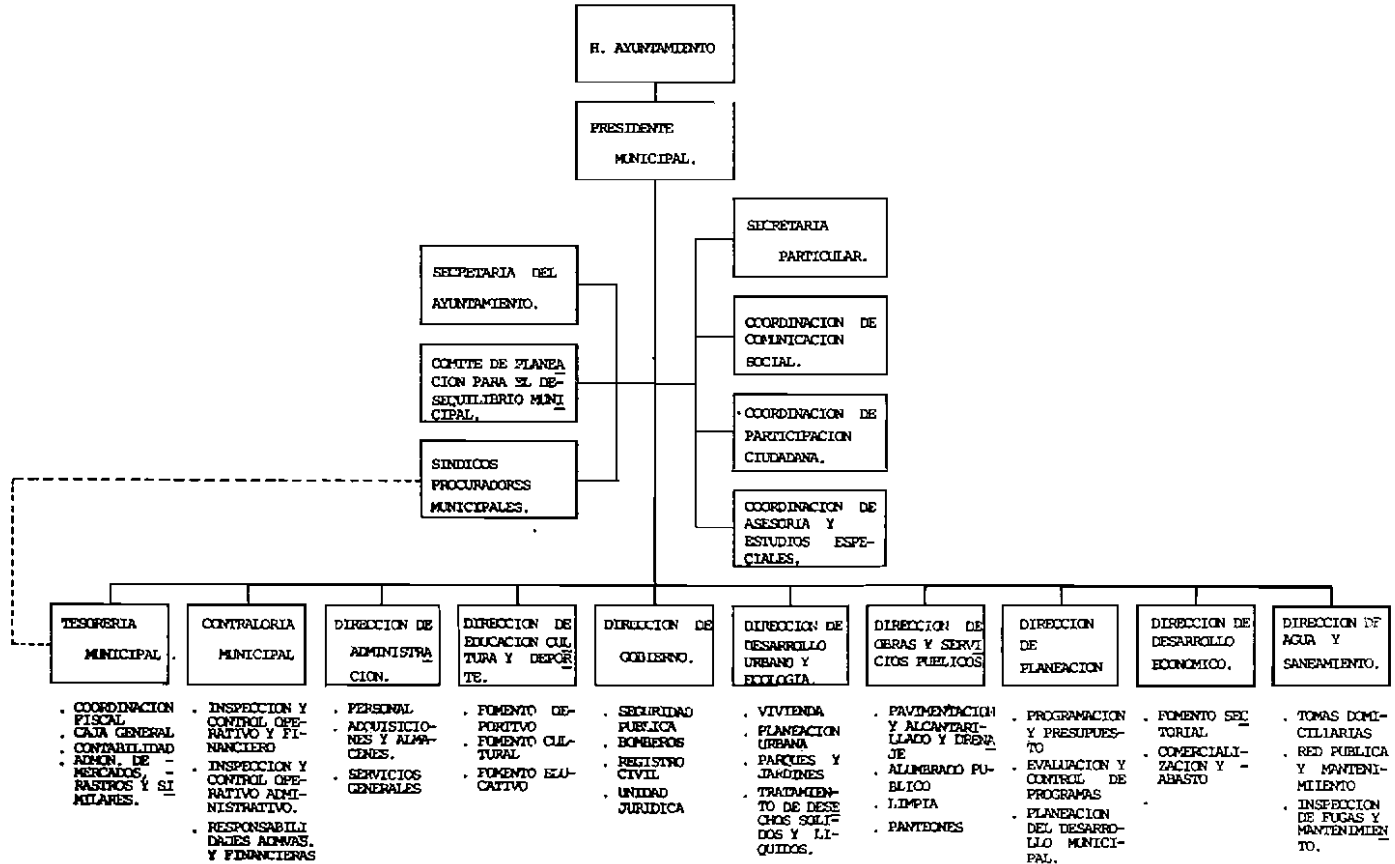 H. AYUNTAMIENTO
PRESIDENTE
MUNICIPAL.
SECRETARIA
PARTICULAR.
SECRETARIA DEL
AYUNTAMIENTO.
COORDINACION DE
COMUNICACION
SOCIAL.
COMITE DE PLANEA
CION PARA EL DE-
SEQUILIBRIO MUNI
CIPAL.
COORDINACION DE
PARTICIPACION
CIUDADANA.
SINDICOS
PROCURADORES
MUNICIPALES.
COORDINACION DE
ASESORIA Y
ESTUDIOS ESPE-
CIALES,
TESORERIA
MUNICIPAL.
CONTRALORIA
MUNICIPAL
DIRECCION DE
ADMINISTRA
CION.
DIRECCION DE
EDUCACION CUL
TURA Y DEPOR
TE.
DIRECCION DE
GOBIERNO.
DIRECCION DE
DESARROLLO
URBANO Y
ECOLOGIA.
DIRECCION DE
OBRAS Y SERVI
CIOS PUBLICOS
DIRECCION
DE
PLANEACION
DIRECCION DE
DESARROLLO
ECONOMICO.
DIRECCION DE
AGUA Y
SANEAMIENTO.
. COORDINACION
FISCAL
. CAJA GENERAL
. CONTABILIDAD
. ADMON. DE -
MERCADOS, -
RASTROS Y SI
MILARES.
. INSPECCION Y
CONTROL OPE-
RATIVO Y FI-
NANCIERO
. INSPECCION Y
CONTROL OPE-
RATIVO ADMI-
NISTRATIVO.
. RESPONSABILI
DADES ADMVAS.
Y FINANCIERAS
. PERSONAL
. ADQUISICIO-
NES Y ALMA-
CENES.
. SERVICIOS
GENERALES
. FOMENTO DE-
PORTIVO
. FOMENTO CUL-
TURAL
. FOMENTO EDU-
CATIVO
. SEGURIDAD
PUBLICA
. BOMBEROS
. REGISTRO
CIVIL
. UNIDAD
JURIDICA
. VIVIENDA
. PLANEACION
URBANA
. PARQUES Y
JARDINES
. TRATAMIEN-
TO DE DESE
CHOS SOLI-
DOS Y LI-
QUIDOS.
. PAVIMENTACION
Y ALCANTARI-
LLADO Y DRENA
JE
. ALUMBRADO PU-
BLICO
. LIMPIA
. PANTEONES
. PROGRAMACION
Y PRESUPUES-
TO
. EVALUACION Y
CONTROL DE
PROGRAMAS
. PLANEACION
DEL DESARRO-
LLO MUNICI-
PAL.
. FOMENTO SEC
TORIAL
. COMERCIALI-
ZACION Y -
ABASTO
. TOMAS DOMI-
CILIARIAS
. RED PUBLICA
Y MANTENI-
MIIENTO
. INSPECCION
DE FUGAS Y
MANTENIMIEN
TO.